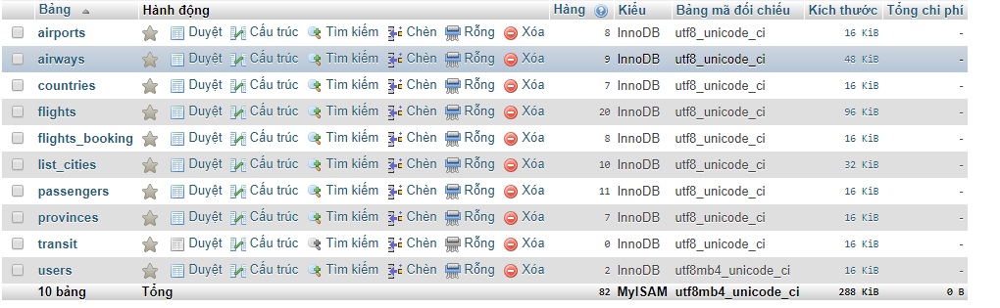 Bảng Hành động Hàng Kiểu Bảng mã đối chiếu Kích thước Tổng chi phí
airports Duyệt Cấu trúc Tìm kiếm Chèn Rỗng Xóa 8 InnoDB utf8_unicode_ci 16 KiB -
airways Duyệt Cấu trúc Tìm kiếm Chèn Rỗng Xóa 9 InnoDB utf8_unicode_ci 48 KiB -
countries Duyệt Cấu trúc Tìm kiếm Chèn Rỗng Xóa 7 InnoDB utf8_unicode_ci 16 KiB -
flights Duyệt Cấu trúc Tìm kiếm Chèn Rỗng Xóa 20 InnoDB utf8_unicode_ci 96 KiB -
flights_booking Duyệt Cấu trúc Tìm kiếm Chèn Rỗng Xóa 8 InnoDB utf8_unicode_ci 16 KiB -
list_cities Duyệt Cấu trúc Tìm kiếm Chèn Rỗng Xóa 10 InnoDB utf8_unicode_ci 32 KiB -
passengers Duyệt Cấu trúc Tìm kiếm Chèn Rỗng Xóa 11 InnoDB utf8_unicode_ci 16 KiB -
provinces Duyệt Cấu trúc Tìm kiếm Chèn Rỗng Xóa 7 InnoDB utf8_unicode_ci 16 KiB -
transit Duyệt Cấu trúc Tìm kiếm Chèn Rỗng Xóa 0 InnoDB utf8_unicode_ci 16 KiB -
users Duyệt Cấu trúc Tìm kiếm Chèn Rỗng Xóa 2 InnoDB utf8mb4_unicode_ci 16 KiB -
10 bảng Tổng 82 MyISAM utf8mb4_unicode_ci 288 KiB 0 B